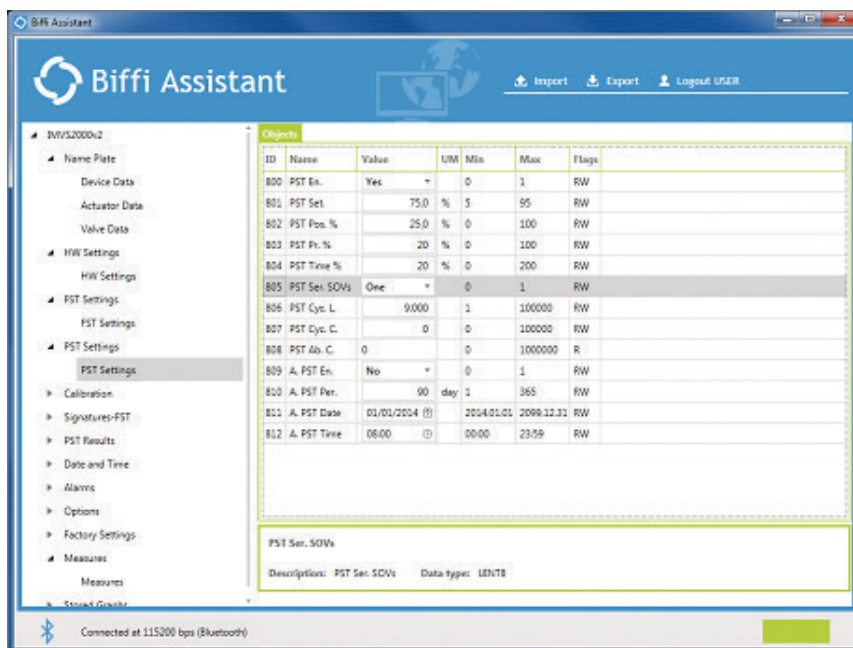 Biffi Assistant
Biffi Assistant
Import Export Logout USER
IMVS2000v2
Name Plate
Device Data
Actuator Data
Valve Data
HW Settings
HW Settings
FST Settings
FST Settings
PST Settings
PST Settings
Calibration
Signatures-FST
PST Results
Date and Time
Alarms
Options
Factory Settings
Measures
Measures
Stored Graphs
Objects
ID Name Value UM Min Max Flags
800 PST En. Yes 0 1 RW
801 PST Set. 75,0 % 5 95 RW
802 PST Pos. % 25,0 % 0 100 RW
803 PST Pr. % 20 % 0 100 RW
804 PST Time % 20 % 0 200 RW
805 PST Ser. SOVs One 0 1 RW
806 PST Cyc. L. 9.000 1 100000 RW
807 PST Cyc. C. 0 0 100000 RW
808 PST Ab. C. 0 0 1000000 R
809 A. PST En. No 0 1 RW
810 A. PST Per. 90 day 1 365 RW
811 A. PST Date 01/01/2014 2014.01.01 2099.12.31 RW
812 A. PST Time 08:00 00:00 23:59 RW
PST Ser. SOVs
Description: PST Ser. SOVs Data type: UINT8
Connected at 115200 bps (Bluetooth)